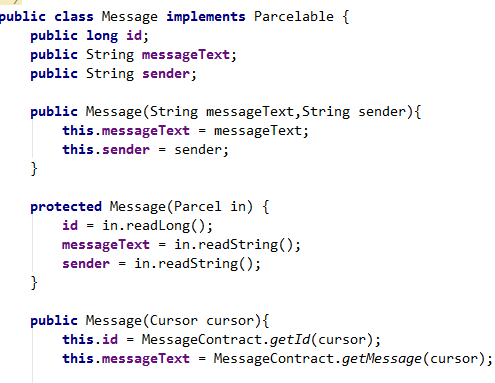 public class Message implements Parcelable {
    public long id;
    public String messageText;
    public String sender;

    public Message(String messageText,String sender){
        this.messageText = messageText;
        this.sender = sender;
    }

    protected Message(Parcel in) {
        id = in.readLong();
        messageText = in.readString();
        sender = in.readString();
    }

    public Message(Cursor cursor){
        this.id = MessageContract.getId(cursor);
        this.messageText = MessageContract.getMessage(cursor);